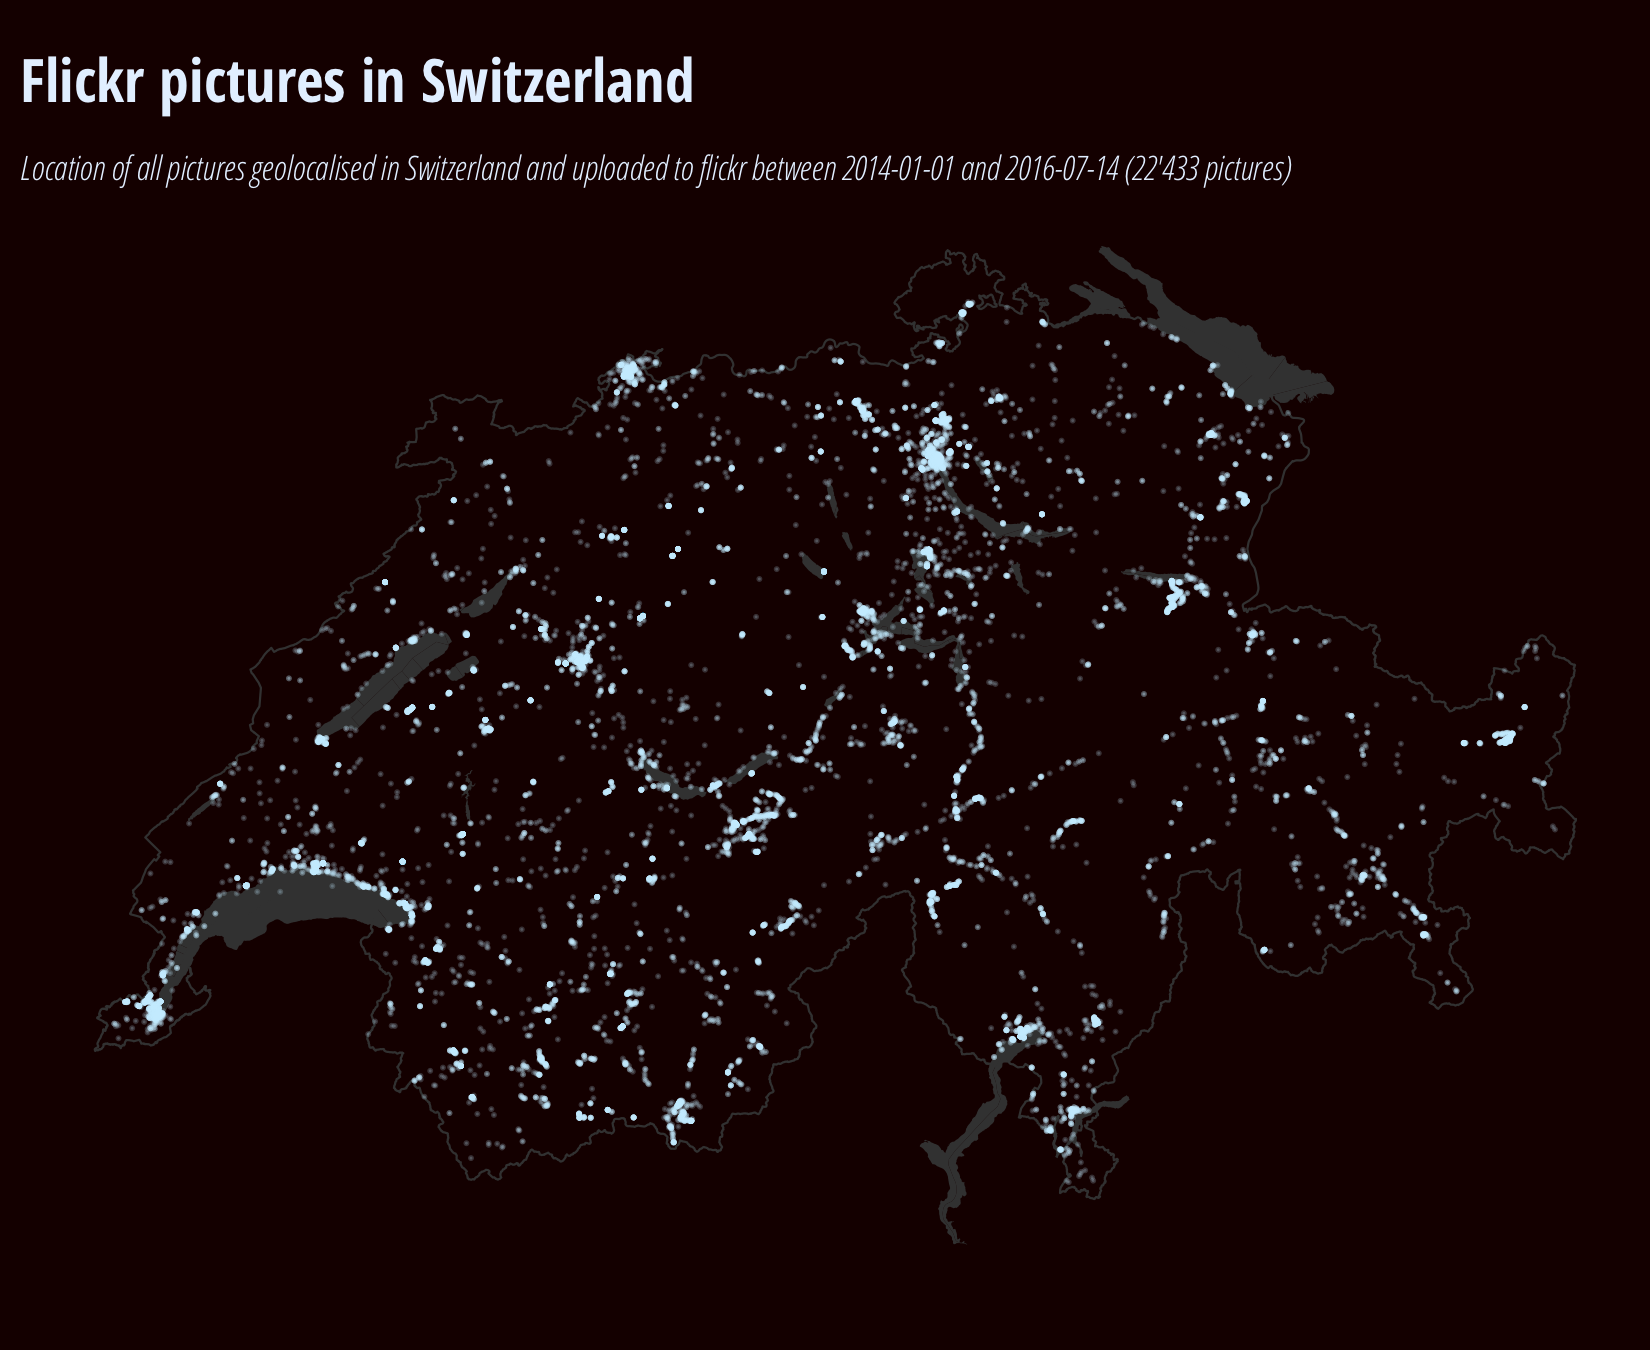 Flickr pictures in Switzerland
Location of all pictures geolocalised in Switzerland and uploaded to flickr between 2014-01-01 and 2016-07-14 (22'433 pictures)